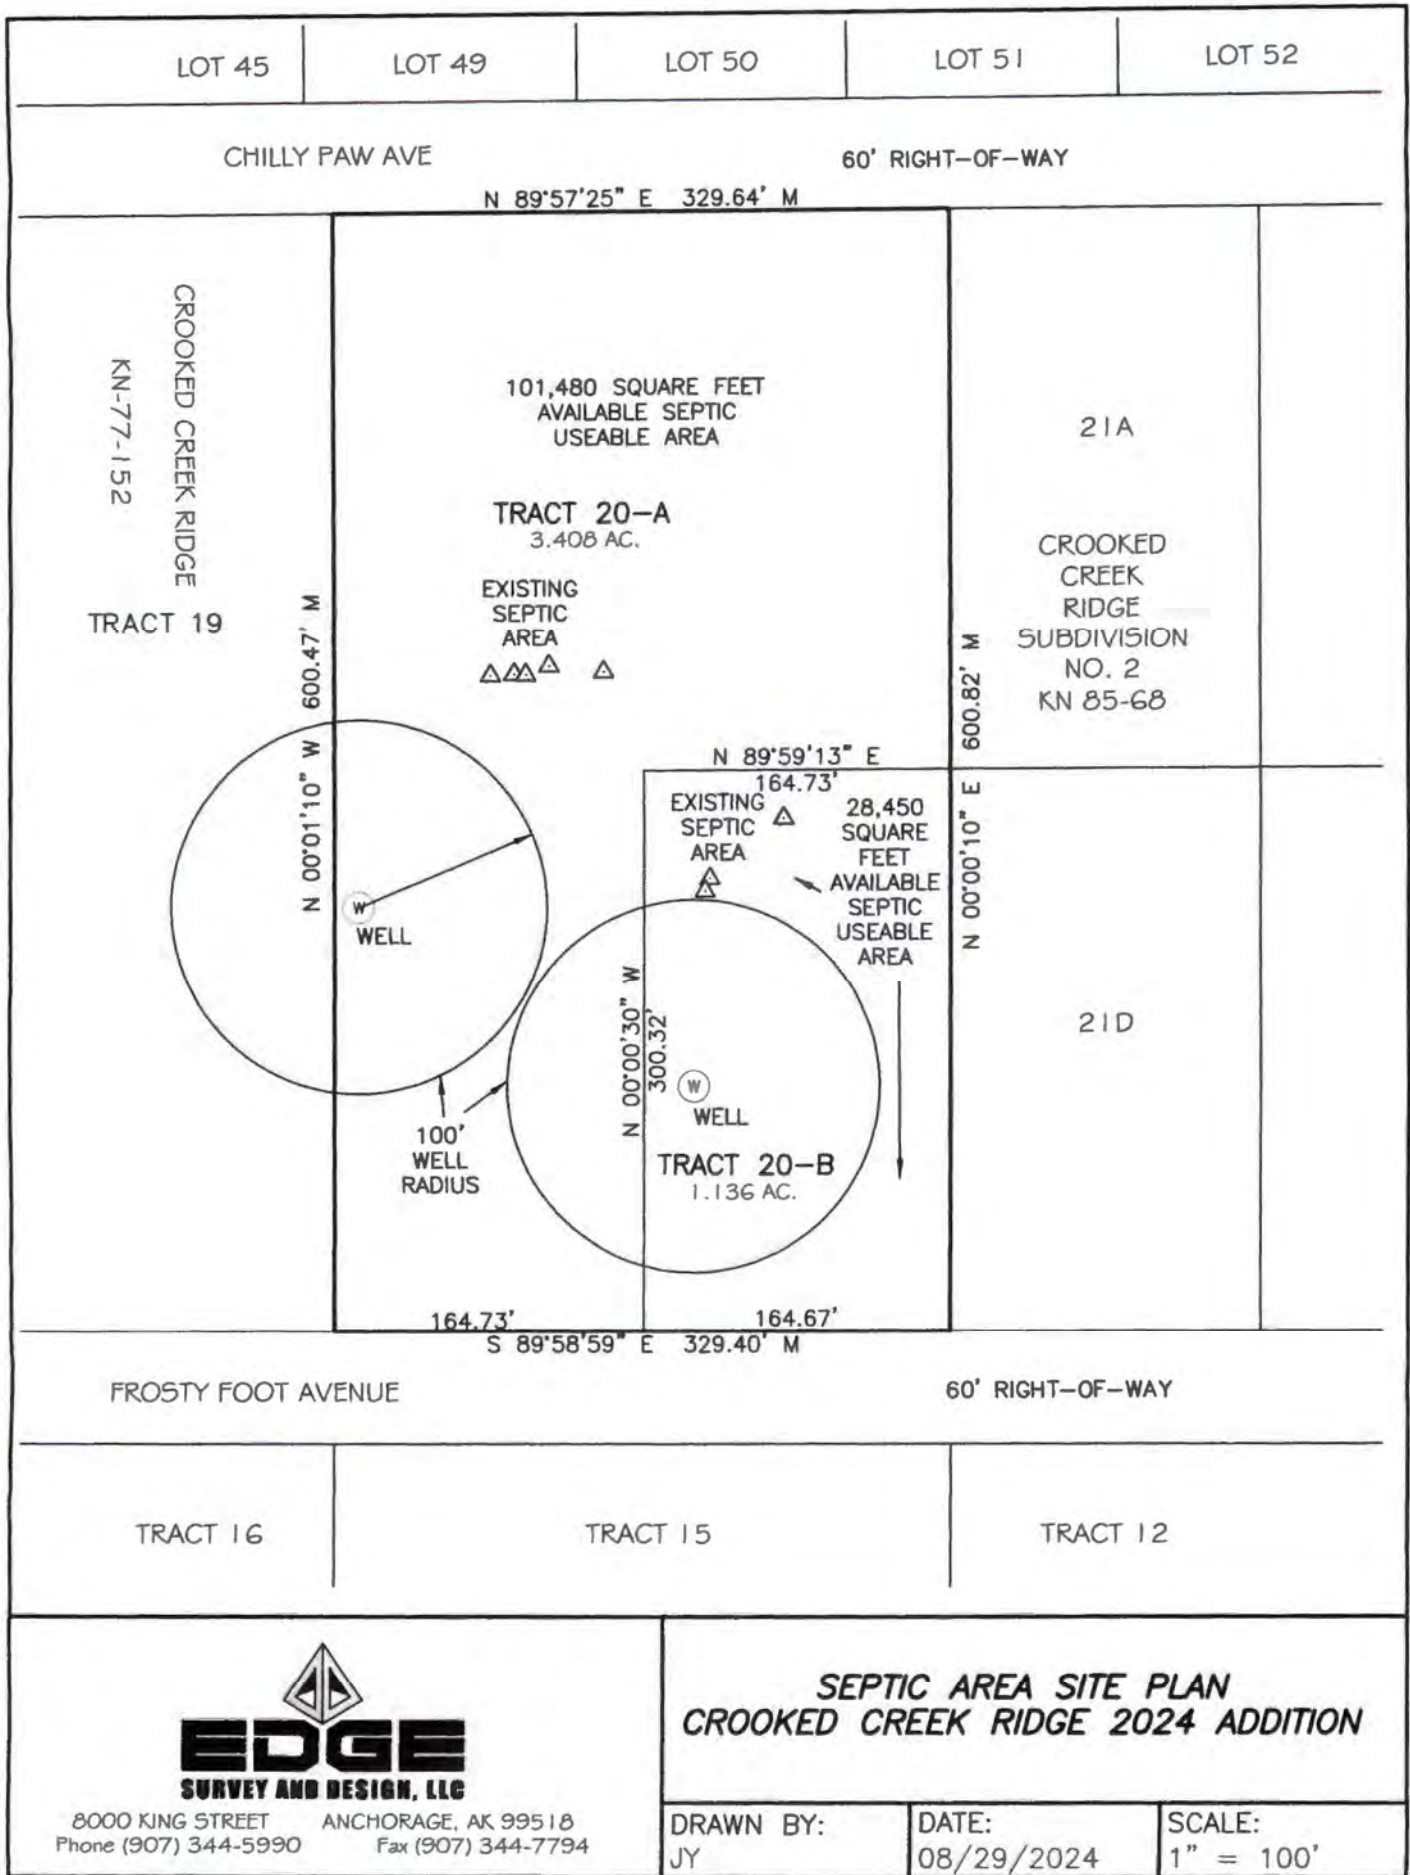 LOT 45
LOT 49
LOT 50
LOT 51
LOT 52
CHILLY PAW AVE
60' RIGHT-OF-WAY
N 89°57'25" E 329.64' M
CROOKED CREEK RIDGE
KN-77-152
TRACT 19
101,480 SQUARE FEET
AVAILABLE SEPTIC
USEABLE AREA
TRACT 20-A
3.408 AC.
EXISTING
SEPTIC
AREA
21A
CROOKED
CREEK
RIDGE
SUBDIVISION
NO. 2
KN 85-68
N 00°01'10" W 600.47' M
N 00°00'10" E 600.82' M
N 89°59'13" E
164.73'
EXISTING
SEPTIC
AREA
28,450
SQUARE
FEET
AVAILABLE
SEPTIC
USEABLE
AREA
W
WELL
N 00°00'30" W
300.32'
W
WELL
21D
100'
WELL
RADIUS
TRACT 20-B
1.136 AC.
164.73'
164.67'
S 89°58'59" E 329.40' M
FROSTY FOOT AVENUE
60' RIGHT-OF-WAY
TRACT 16
TRACT 15
TRACT 12
EDGE
SURVEY AND DESIGN, LLC
8000 KING STREET ANCHORAGE, AK 99518
Phone (907) 344-5990 Fax (907) 344-7794
SEPTIC AREA SITE PLAN
CROOKED CREEK RIDGE 2024 ADDITION
DRAWN BY:
JY
DATE:
08/29/2024
SCALE:
1" = 100'